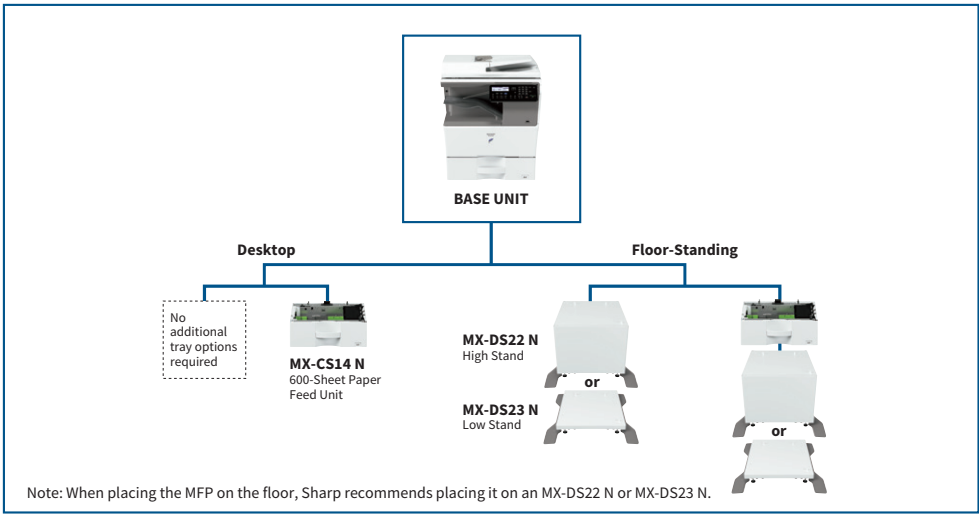 BASE UNIT
Desktop
Floor-Standing
No
additional
tray options
required
MX-CS14 N
600-Sheet Paper
Feed Unit
MX-DS22 N
High Stand
or
MX-DS23 N
Low Stand
or
Note: When placing the MFP on the floor, Sharp recommends placing it on an MX-DS22 N or MX-DS23 N.